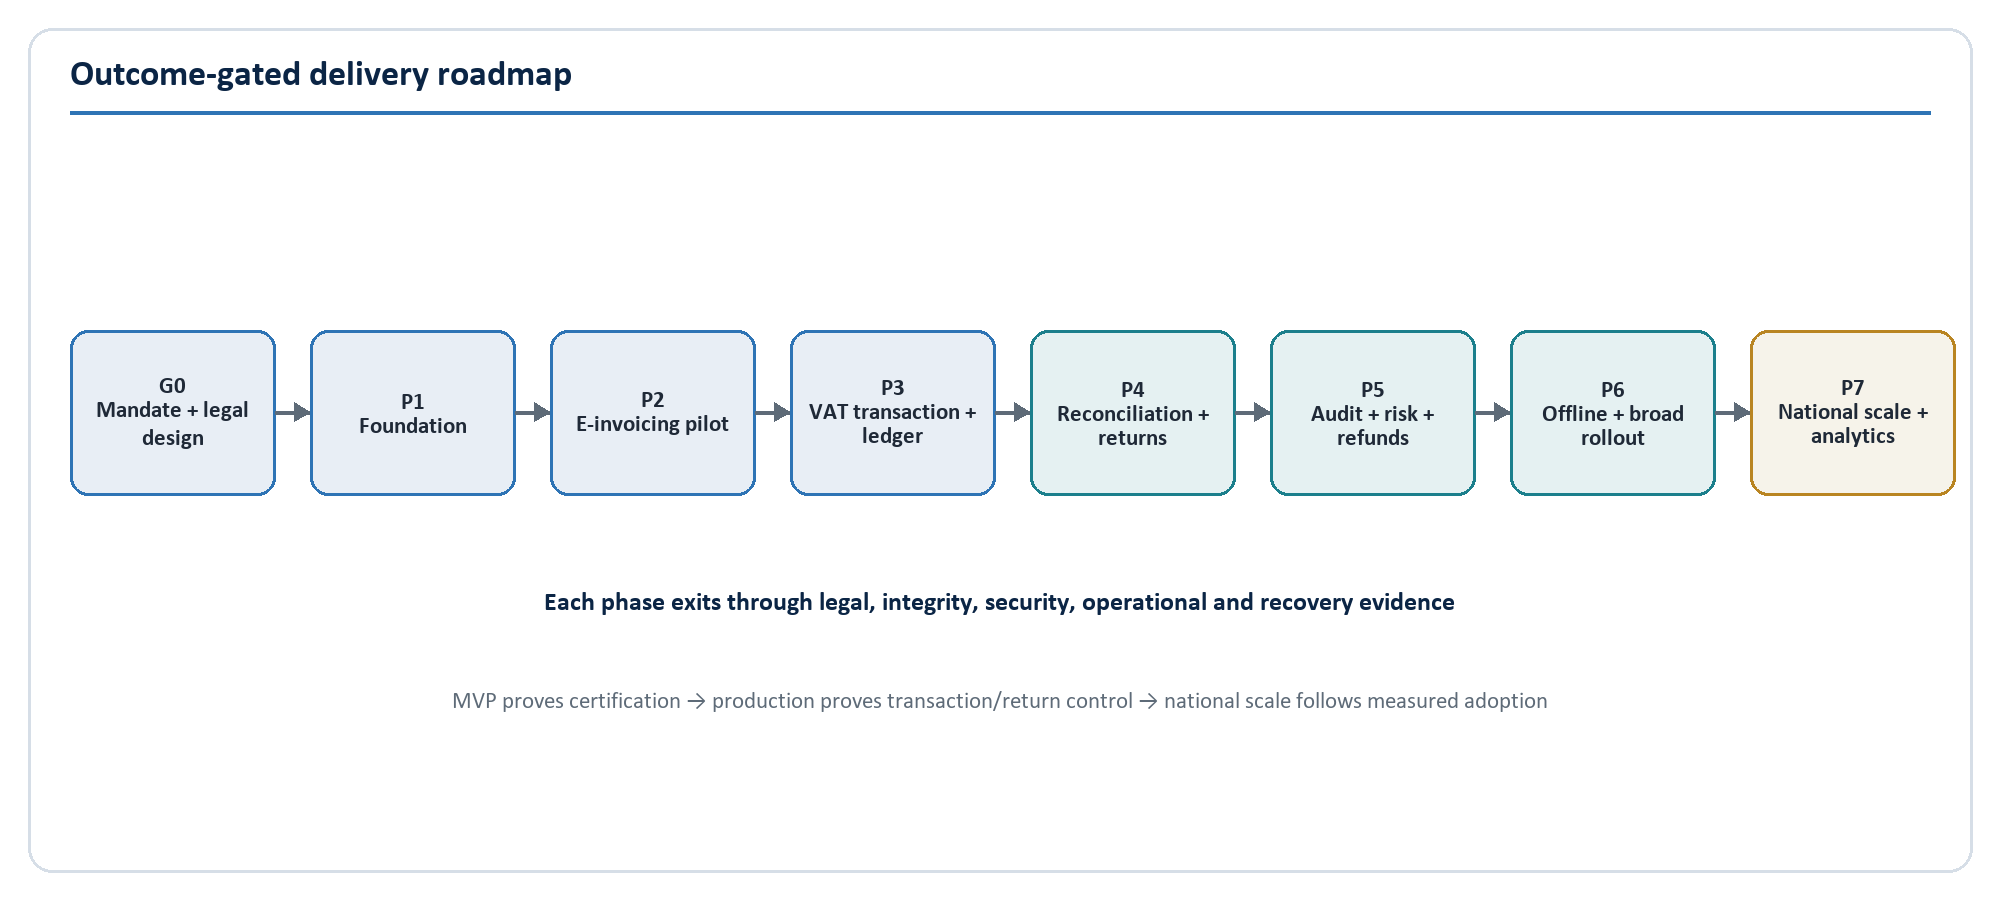 Outcome-gated delivery roadmap
G0
Mandate + legal
design
P1
Foundation
P2
E-invoicing pilot
P3
VAT transaction +
ledger
P4
Reconciliation +
returns
P5
Audit + risk +
refunds
P6
Offline + broad
rollout
P7
National scale +
analytics
Each phase exits through legal, integrity, security, operational and recovery evidence
MVP proves certification → production proves transaction/return control → national scale follows measured adoption